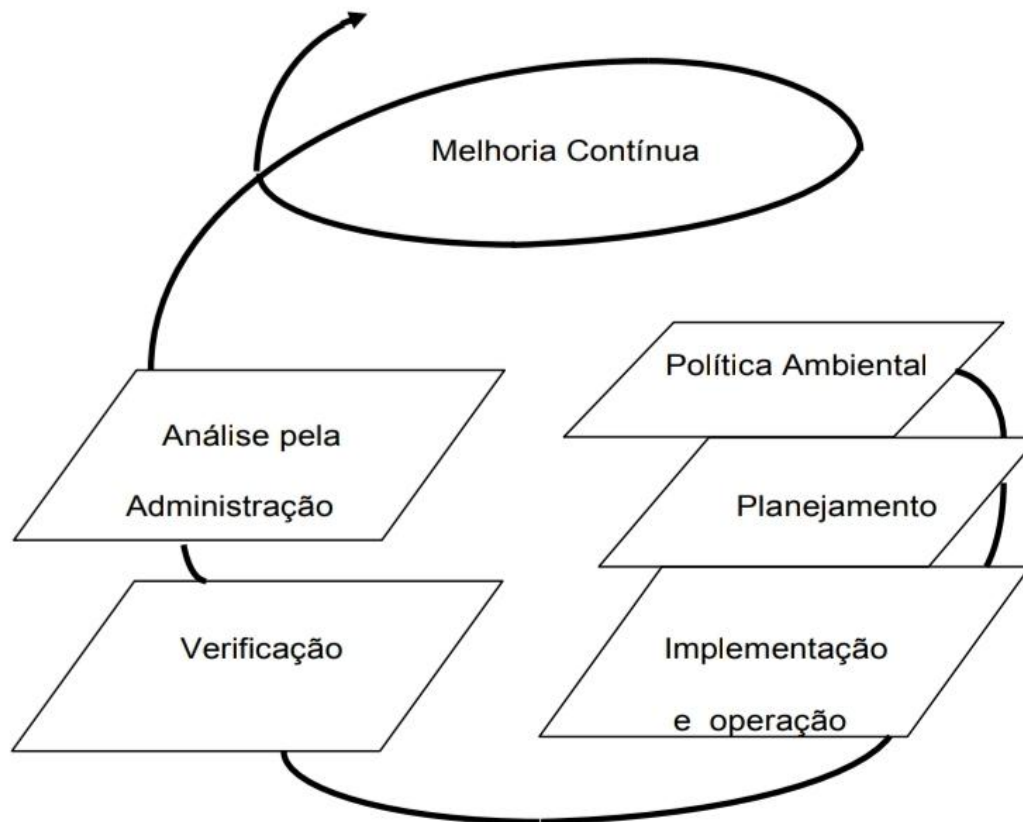 Melhoria Contínua
Política Ambiental
Análise pela
Administração
Planejamento
Verificação
Implementação
e operação